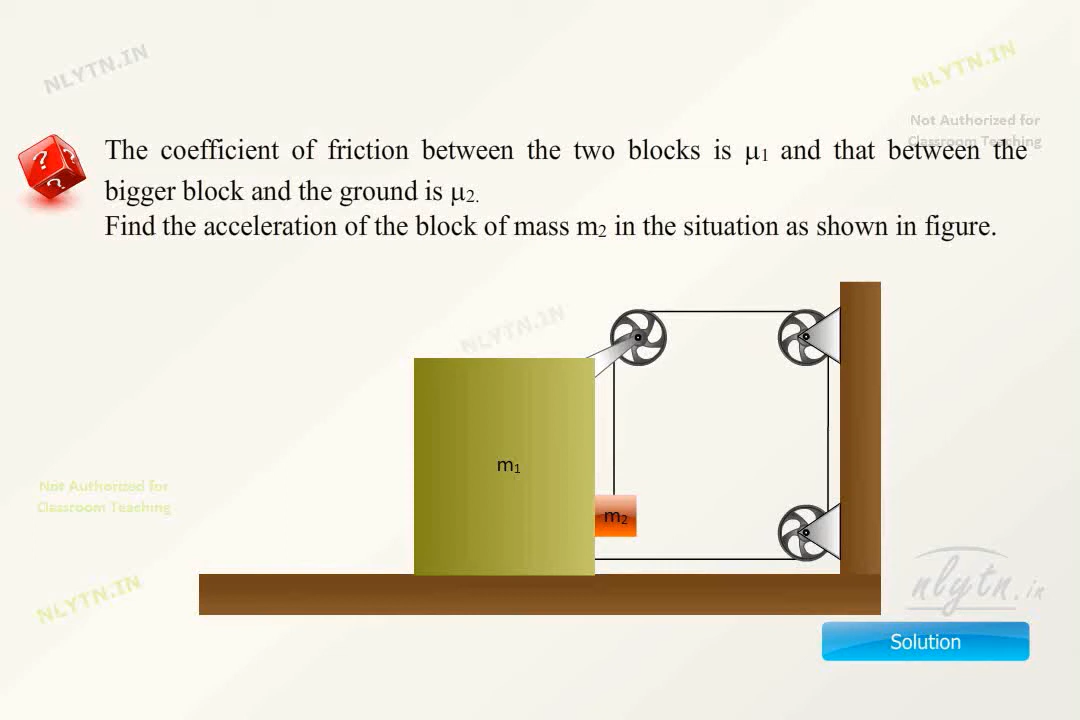 NLYTN.IN
NLYTN.IN
Not Authorized for
Classroom Teaching
The coefficient of friction between the two blocks is μ₁ and that between the
bigger block and the ground is μ₂.
Find the acceleration of the block of mass m₂ in the situation as shown in figure.
NLYTN.IN
m₁
m₂
Not Authorized for
Classroom Teaching
NLYTN.IN
nlytn.in
Solution